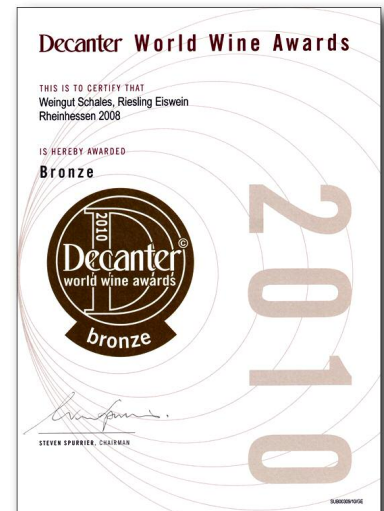 Decanter World Wine Awards
THIS IS TO CERTIFY THAT
Weingut Schales, Riesling Eiswein
Rheinhessen 2008
IS HEREBY AWARDED
Bronze
2010
Decanter©
world wine awards
bronze
2010
STEVEN SPURRIER, CHAIRMAN